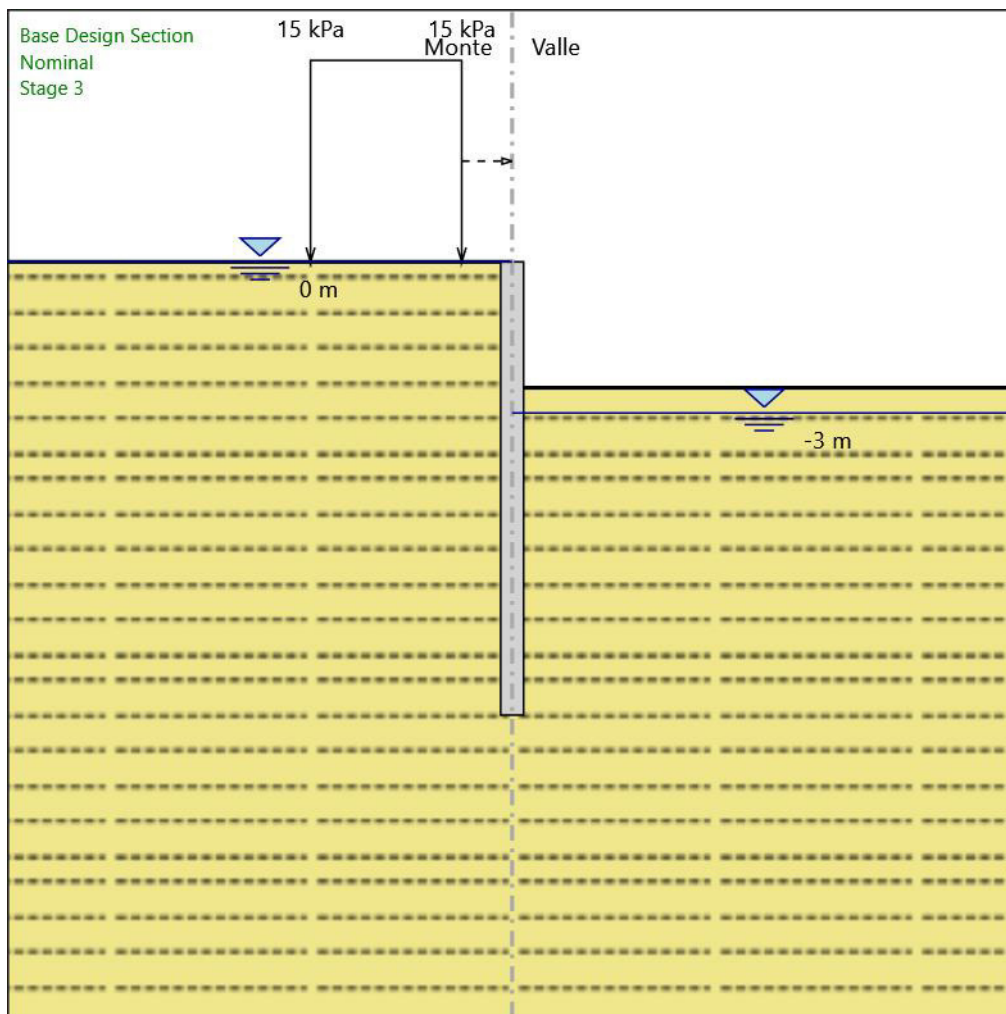 Base Design Section
Nominal
Stage 3
15 kPa
15 kPa
Monte
Valle
0 m
-3 m